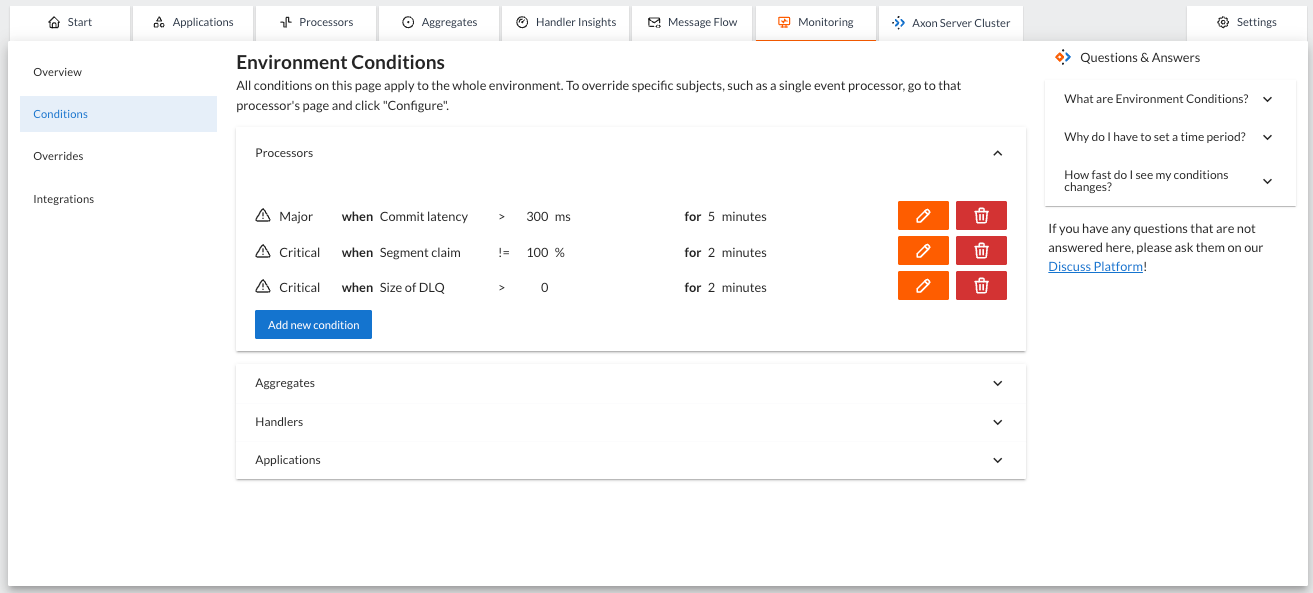 Start
Applications
Processors
Aggregates
Handler Insights
Message Flow
Monitoring
Axon Server Cluster
Settings
Overview
Conditions
Overrides
Integrations
Environment Conditions
All conditions on this page apply to the whole environment. To override specific subjects, such as a single event processor, go to that
processor's page and click "Configure".
Processors
Major when Commit latency > 300 ms for 5 minutes
Critical when Segment claim != 100 % for 2 minutes
Critical when Size of DLQ > 0 for 2 minutes
Add new condition
Aggregates
Handlers
Applications
Questions & Answers
What are Environment Conditions?
Why do I have to set a time period?
How fast do I see my conditions
changes?
If you have any questions that are not
answered here, please ask them on our
Discuss Platform!